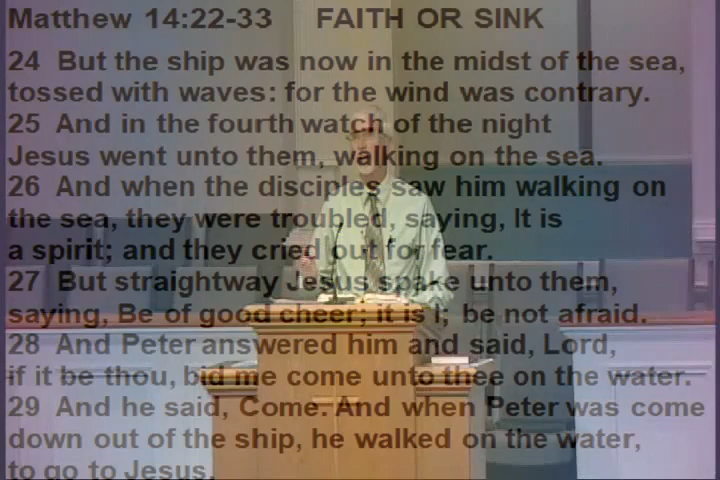 Matthew 14:22-33 FAITH OR SINK
24 But the ship was now in the midst of the sea,
tossed with waves: for the wind was contrary.
25 And in the fourth watch of the night
Jesus went unto them, walking on the sea.
26 And when the disciples saw him walking on
the sea, they were troubled, saying, It is
a spirit; and they cried out for fear.
27 But straightway Jesus spake unto them,
saying, Be of good cheer; it is I; be not afraid.
28 And Peter answered him and said, Lord,
if it be thou, bid me come unto thee on the water.
29 And he said, Come. And when Peter was come
down out of the ship, he walked on the water,
to go to Jesus.